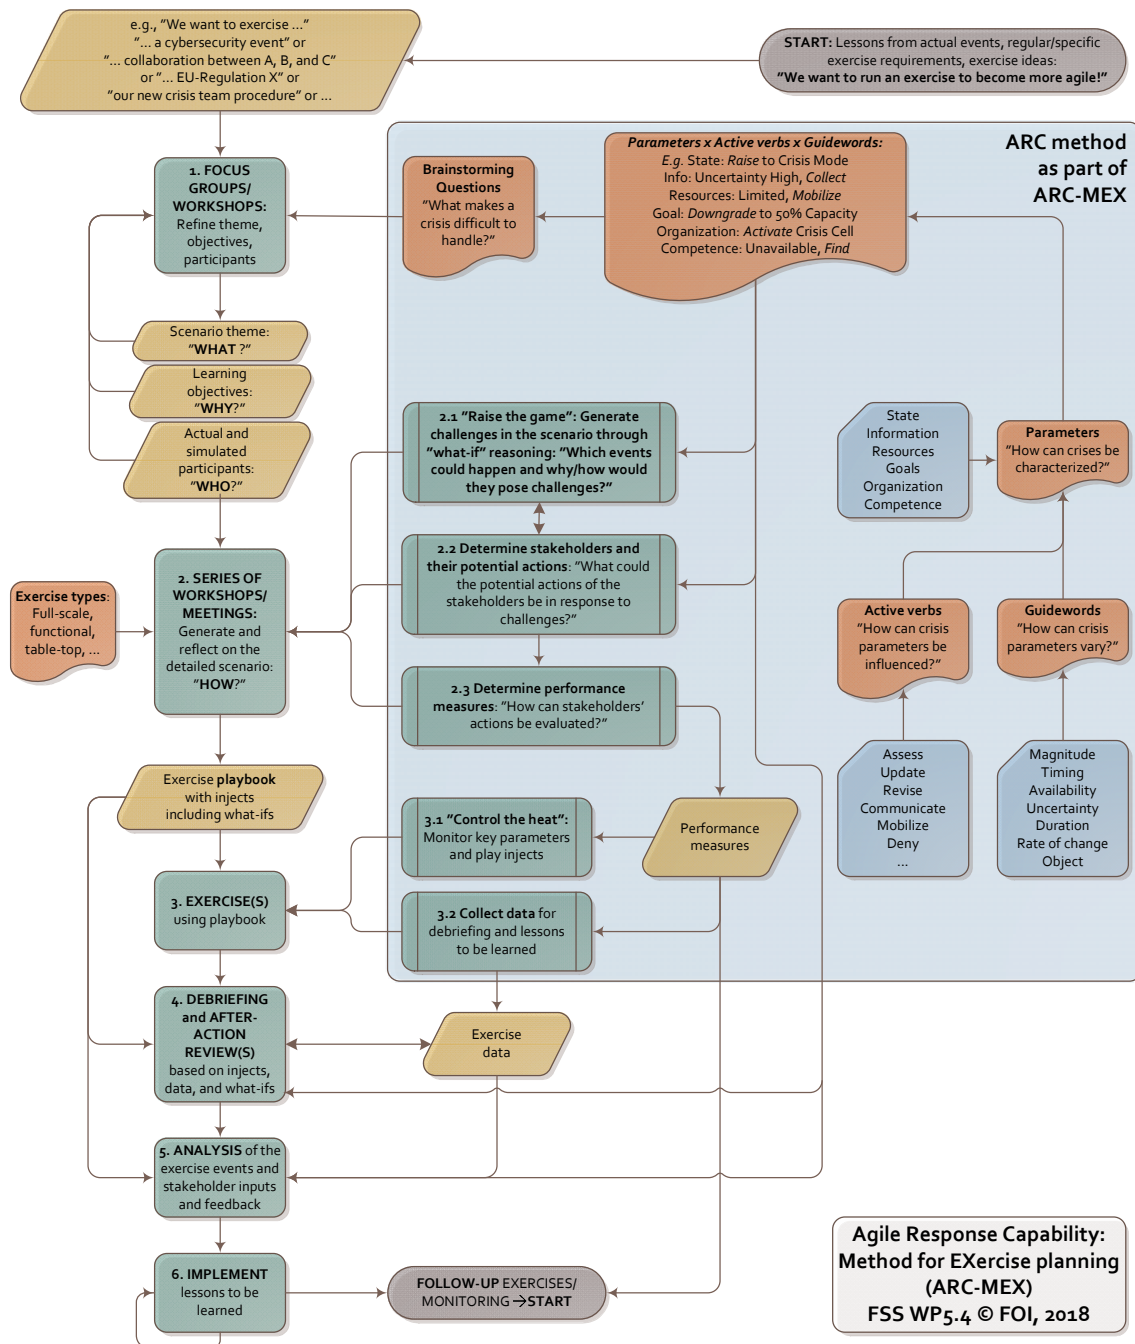 e.g., "We want to exercise ..."
"... a cybersecurity event" or
"... collaboration between A, B, and C"
or "... EU-Regulation X" or
"our new crisis team procedure" or ...
START: Lessons from actual events, regular/specific
exercise requirements, exercise ideas:
"We want to run an exercise to become more agile!"
ARC method
as part of
ARC-MEX
Parameters x Active verbs x Guidewords:
E.g. State: Raise to Crisis Mode
Info: Uncertainty High, Collect
Resources: Limited, Mobilize
Goal: Downgrade to 50% Capacity
Organization: Activate Crisis Cell
Competence: Unavailable, Find
Brainstorming
Questions
"What makes a
crisis difficult to
handle?"
1. FOCUS
GROUPS/
WORKSHOPS:
Refine theme,
objectives,
participants
Scenario theme:
"WHAT ?"
Learning
objectives:
"WHY?"
Actual and
simulated
participants:
"WHO?"
2.1 "Raise the game": Generate
challenges in the scenario through
"what-if" reasoning: "Which events
could happen and why/how would
they pose challenges?"
State
Information
Resources
Goals
Organization
Competence
Parameters
"How can crises be
characterized?"
2.2 Determine stakeholders and
their potential actions: "What could
the potential actions of the
stakeholders be in response to
challenges?"
Exercise types:
Full-scale,
functional,
table-top, ...
2. SERIES OF
WORKSHOPS/
MEETINGS:
Generate and
reflect on the
detailed scenario:
"HOW?"
Active verbs
"How can crisis
parameters be
influenced?"
Guidewords
"How can crisis
parameters vary?"
2.3 Determine performance
measures: "How can stakeholders'
actions be evaluated?"
Assess
Update
Revise
Communicate
Mobilize
Deny
...
Magnitude
Timing
Availability
Uncertainty
Duration
Rate of change
Object
Exercise playbook
with injects
including what-ifs
3.1 "Control the heat":
Monitor key parameters
and play injects
Performance
measures
3. EXERCISE(S)
using playbook
3.2 Collect data for
debriefing and lessons
to be learned
4. DEBRIEFING
and AFTER-
ACTION
REVIEW(S)
based on injects,
data, and what-ifs
Exercise
data
5. ANALYSIS of the
exercise events and
stakeholder inputs
and feedback
6. IMPLEMENT
lessons to be
learned
FOLLOW-UP EXERCISES/
MONITORING →START
Agile Response Capability:
Method for EXercise planning
(ARC-MEX)
FSS WP5.4 © FOI, 2018